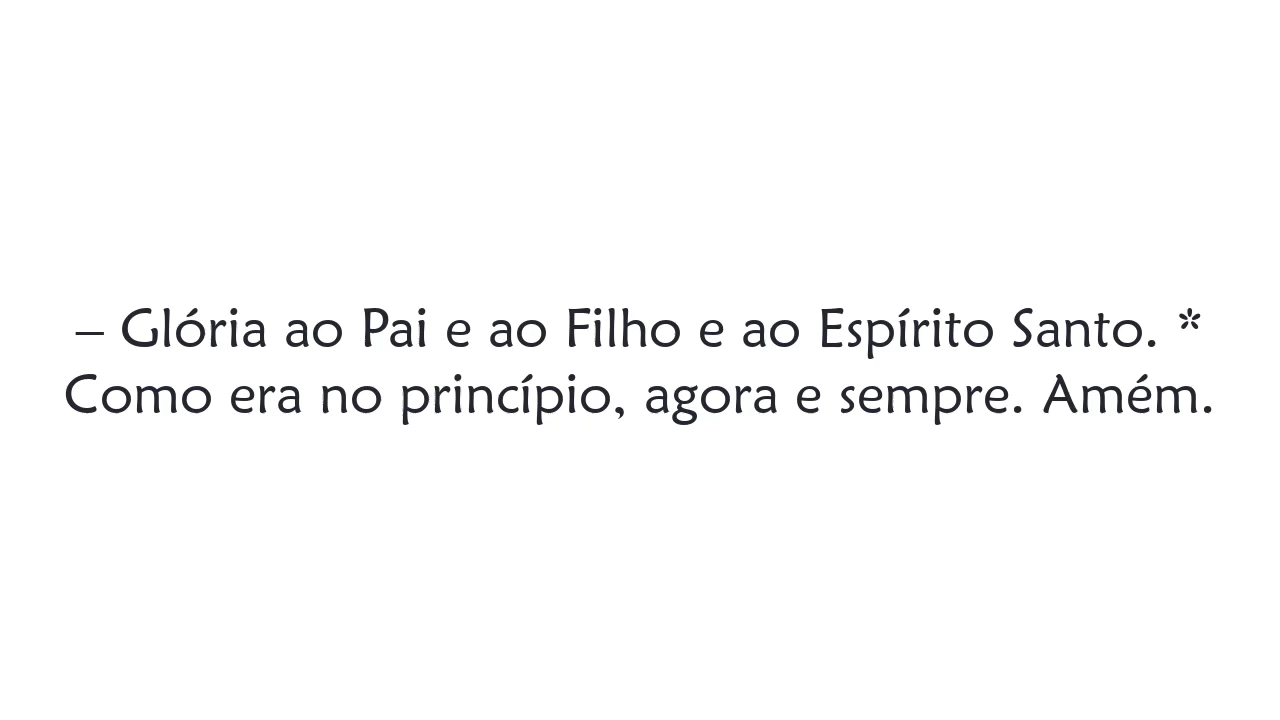 – Glória ao Pai e ao Filho e ao Espírito Santo. *
Como era no princípio, agora e sempre. Amém.